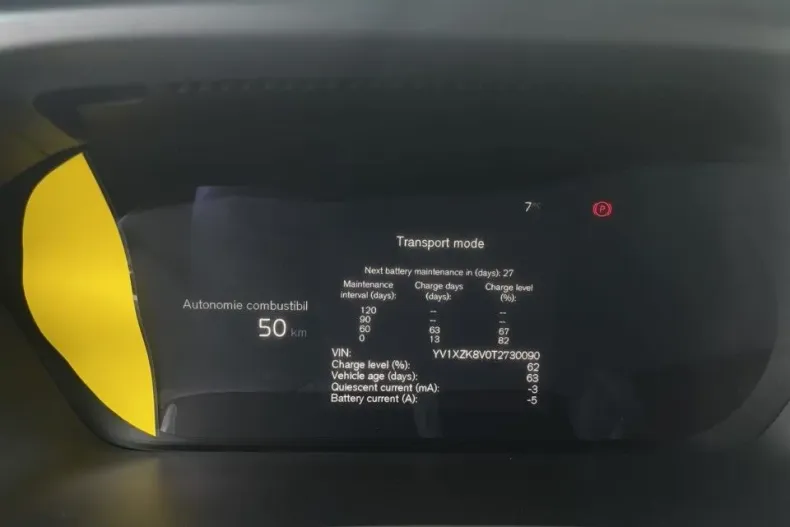 7
P
Transport mode
Next battery maintenance in (days): 27
Maintenance interval (days): Charge days (days): Charge level (%):
120 -- --
90 -- --
60 63 67
0 13 82
Autonomie combustibil
50 km
VIN: YV1XZK8V0T2730090
Charge level (%): 62
Vehicle age (days): 63
Quiescent current (mA): -3
Battery current (A): -5